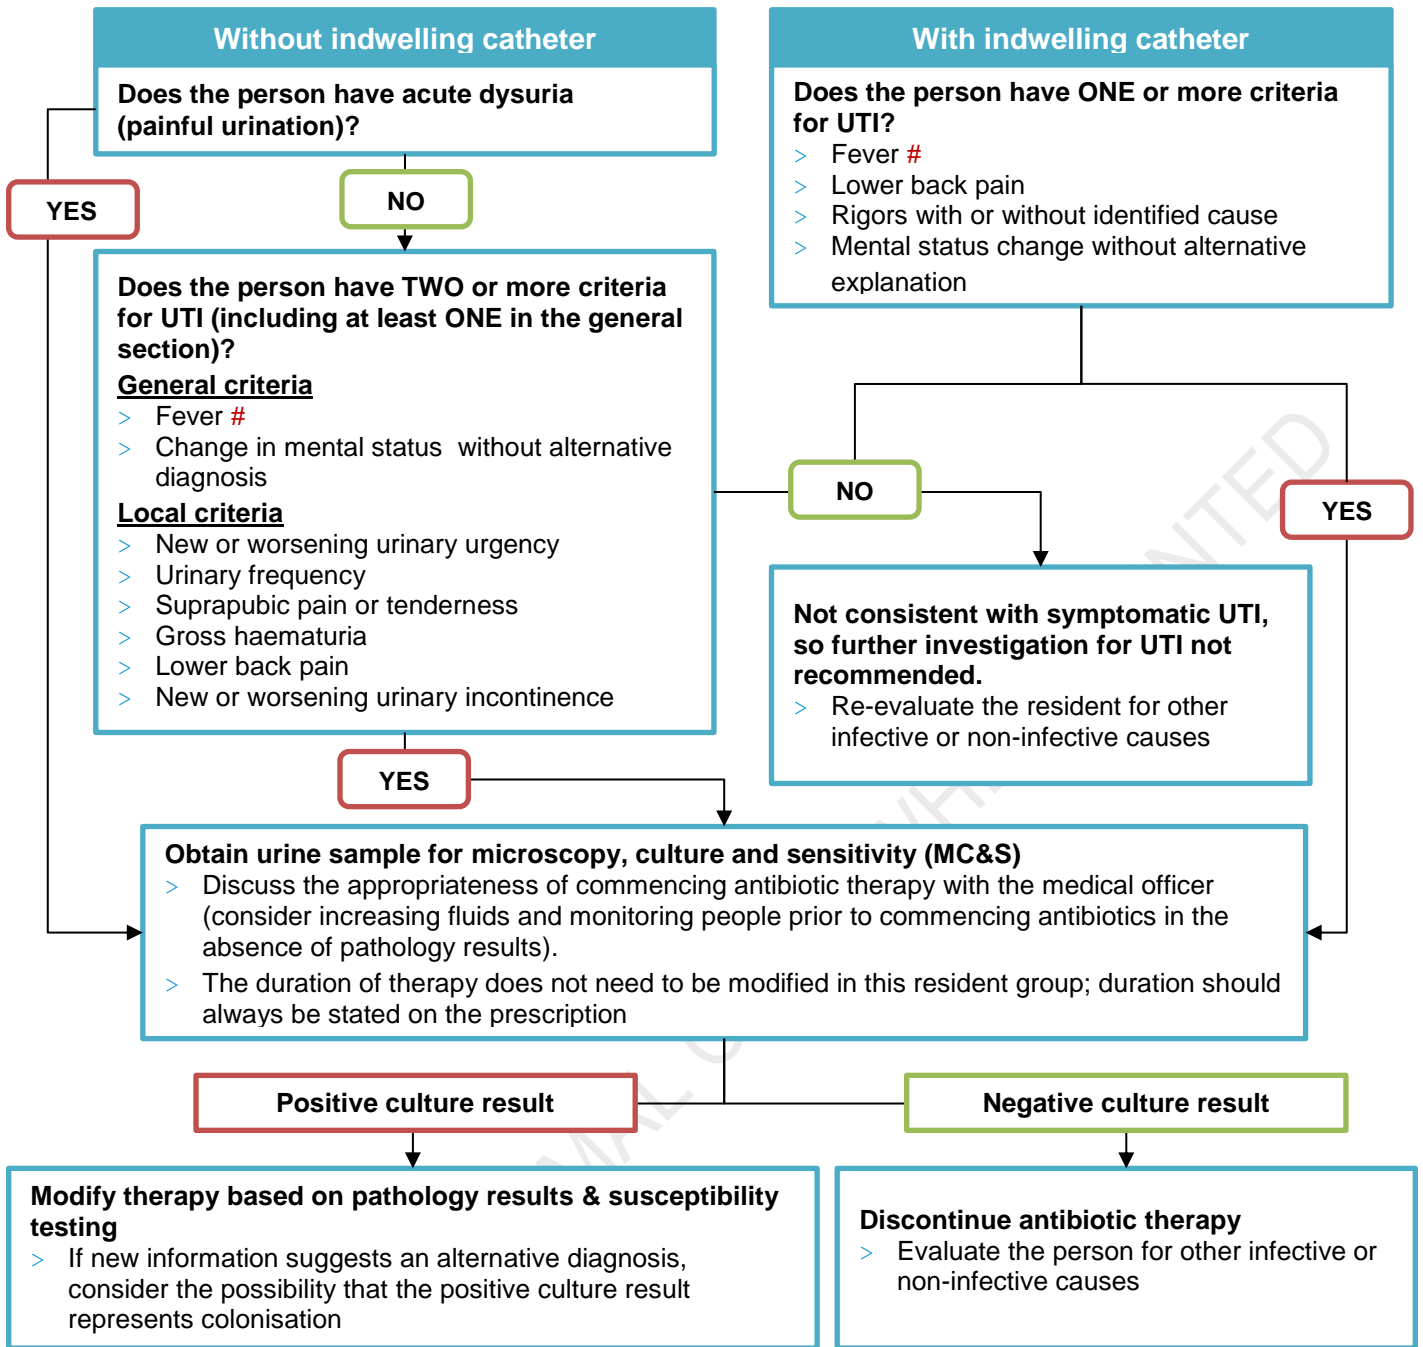 Without indwelling catheter
Does the person have acute dysuria
(painful urination)?
YES
NO
Does the person have TWO or more criteria
for UTI (including at least ONE in the general
section)?
General criteria
> Fever #
> Change in mental status  without alternative
diagnosis
Local criteria
> New or worsening urinary urgency
> Urinary frequency
> Suprapubic pain or tenderness
> Gross haematuria
> Lower back pain
> New or worsening urinary incontinence
YES
With indwelling catheter
Does the person have ONE or more criteria
for UTI?
> Fever #
> Lower back pain
> Rigors with or without identified cause
> Mental status change without alternative
explanation
NO
YES
Not consistent with symptomatic UTI,
so further investigation for UTI not
recommended.
> Re-evaluate the resident for other
infective or non-infective causes
Obtain urine sample for microscopy, culture and sensitivity (MC&S)
> Discuss the appropriateness of commencing antibiotic therapy with the medical officer
(consider increasing fluids and monitoring people prior to commencing antibiotics in the
absence of pathology results).
> The duration of therapy does not need to be modified in this resident group; duration should
always be stated on the prescription
Positive culture result
Negative culture result
Modify therapy based on pathology results & susceptibility
testing
> If new information suggests an alternative diagnosis,
consider the possibility that the positive culture result
represents colonisation
Discontinue antibiotic therapy
> Evaluate the person for other infective or
non-infective causes